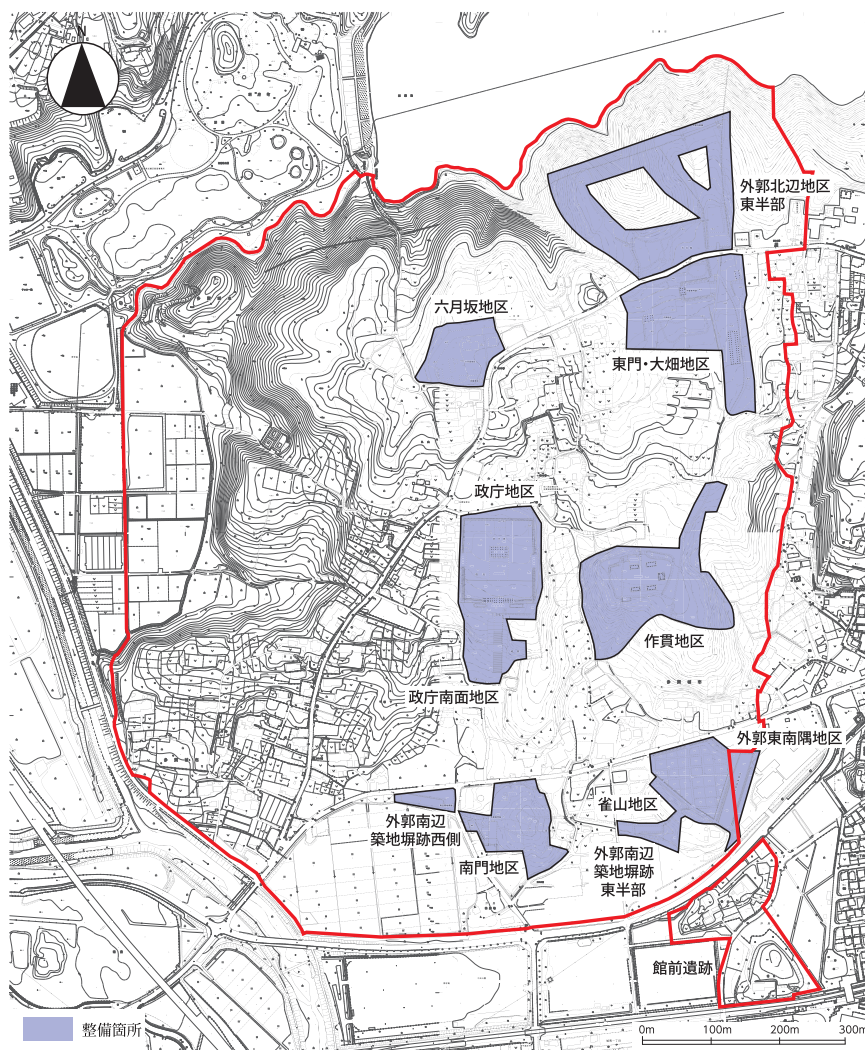 N
外郭北辺地区
東半部
六月坂地区
東門・大畑地区
政庁地区
作貫地区
政庁南面地区
外郭東南隅地区
雀山地区
外郭南辺
築地塀跡西側
南門地区
外郭南辺
築地塀跡
東半部
館前遺跡
整備箇所
0m
100m
200m
300m